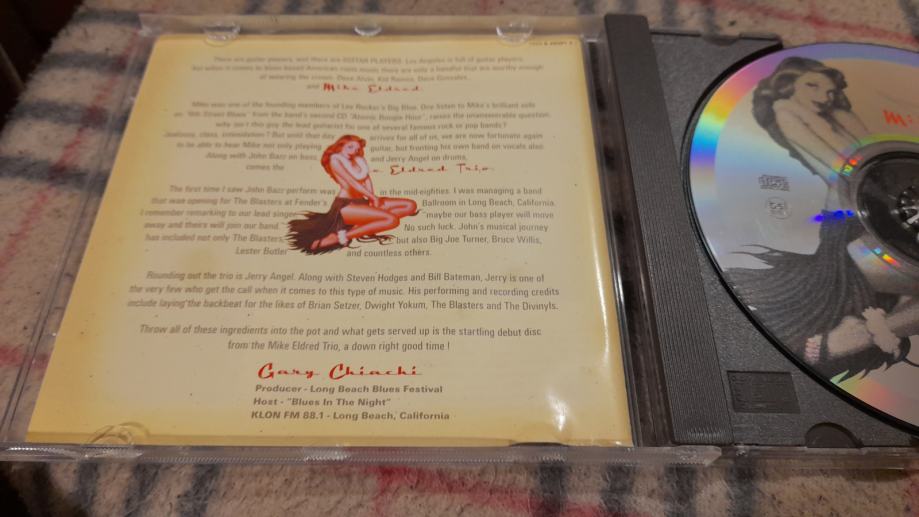 There are guitar players, and there are GUITAR PLAYERS. Los Angeles is full of guitar players,
but when it comes to blues based American roots music there are only a handful that are worthy enough
of wearing the crown. Dave Alvin, Kid Ramos, Dave Gonzales...
and Mike Eldred.
Mike was one of the founding members of Lee Rocker's Big Blue. One listen to Mike's brilliant solo
on "8th Street Blues" from the band's second CD "Atomic Boogie Hour", raises the unanswerable question:
why isn't this guy the lead guitarist for one of several famous rock or pop bands?
Jealousy, class, intimidation? But until that day arrives for all of us, we are now fortunate again
to be able to hear Mike not only playing guitar, but fronting his own band on vocals also.
Along with John Bazz on bass, and Jerry Angel on drums,
comes the Eldred Trio.
The first time I saw John Bazz perform was in the mid-eighties. I was managing a band
that was opening for The Blasters at Fender's Ballroom in Long Beach, California.
I remember remarking to our lead singer "maybe our bass player will move
away and theirs will join our band." No such luck. John's musical journey
has included not only The Blasters, but also Big Joe Turner, Bruce Willis,
Lester Butler and countless others.
Rounding out the trio is Jerry Angel. Along with Steven Hodges and Bill Bateman, Jerry is one of
the very few who get the call when it comes to this type of music. His performing and recording credits
include laying the backbeat for the likes of Brian Setzer, Dwight Yokum, The Blasters and The Divinyls.
Throw all of these ingredients into the pot and what gets served up is the startling debut disc
from the Mike Eldred Trio, a down right good time !
Gary Chiachi
Producer - Long Beach Blues Festival
Host - "Blues In The Night"
KLON FM 88.1 - Long Beach, California